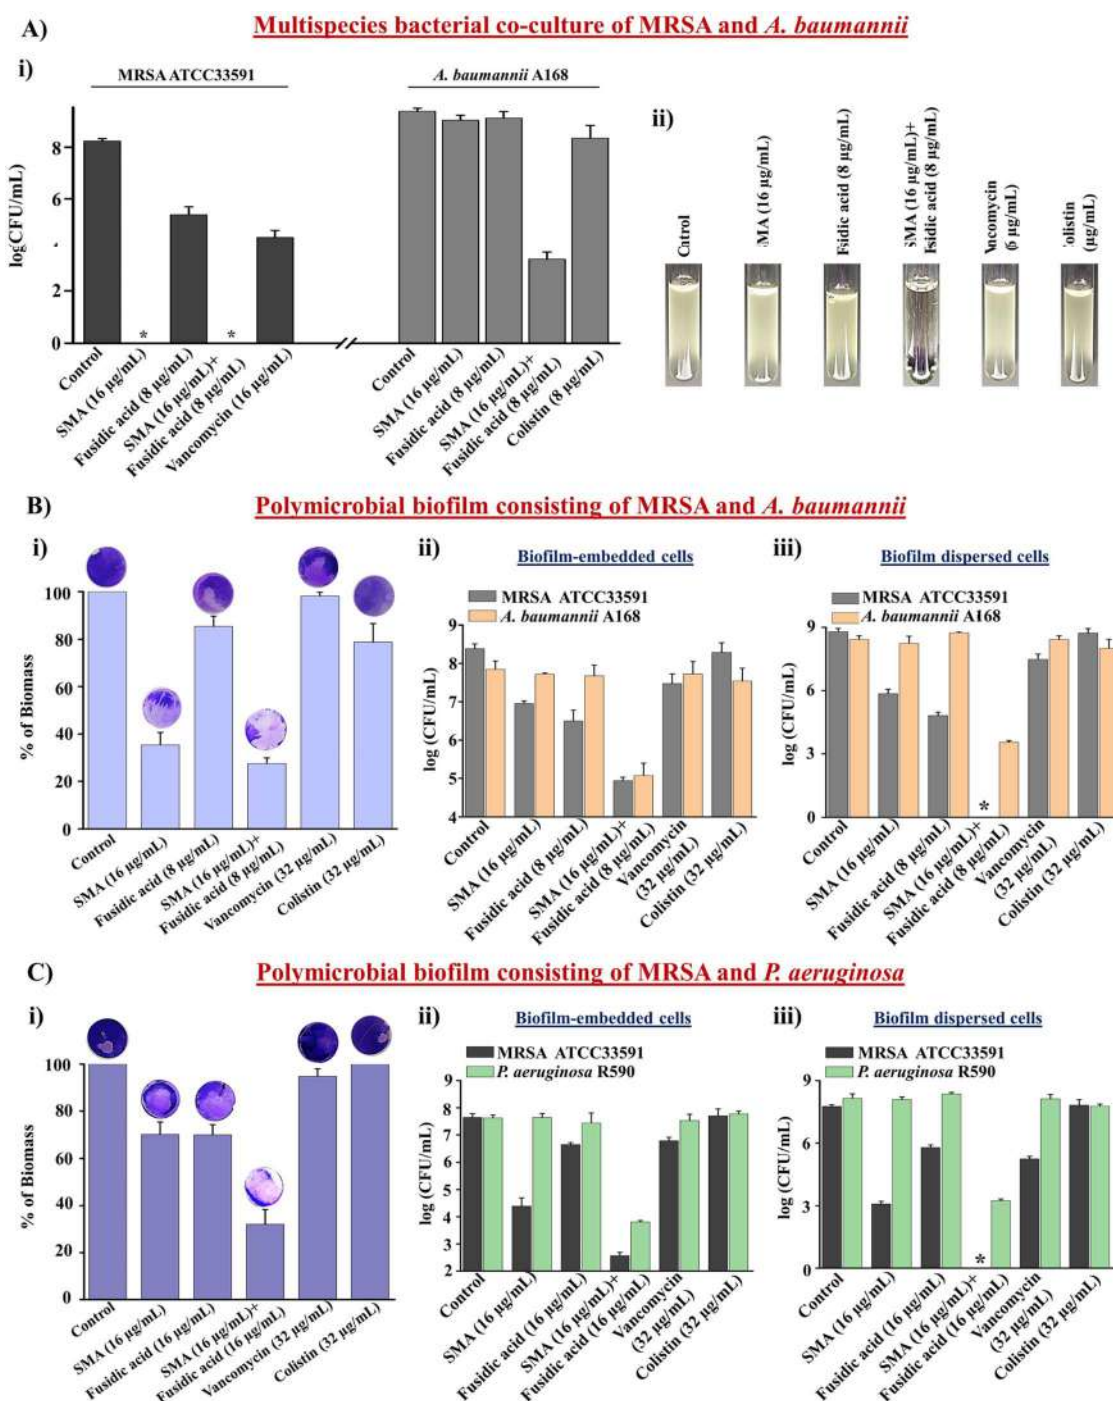 A)
Multispecies bacterial co-culture of MRSA and A. baumannii
i)
MRSA ATCC33591
A. baumannii A168
logCFU/mL)
8
6
4
2
0
*
*
Control
SMA (16 µg/mL)
Fusidic acid (8 µg/mL)
SMA (16 µg/mL)+
Fusidic acid (8 µg/mL)
Vancomycin (16 µg/mL)
Control
SMA (16 µg/mL)
Fusidic acid (8 µg/mL)
SMA (16 µg/mL)+
Fusidic acid (8 µg/mL)
Colistin (8 µg/mL)
ii)
(16 µg/mL)
(8 µg/mL)
SMA (16 µg/mL)+
acid (8 µg/mL)
µg/mL)
(µg/mL)
B)
Polymicrobial biofilm consisting of MRSA and A. baumannii
i)
% of Biomass
100
80
60
40
20
0
Control
SMA (16 µg/mL)
Fusidic acid (8 µg/mL)
SMA (16 µg/mL)+
Fusidic acid (8 µg/mL)
Vancomycin (32 µg/mL)
Colistin (32 µg/mL)
ii)
Biofilm-embedded cells
MRSA ATCC33591
A. baumannii A168
log (CFU/mL)
9
8
7
6
5
4
Control
SMA (16 µg/mL)
Fusidic acid (8 µg/mL)
SMA (16 µg/mL)+
Fusidic acid (8 µg/mL)
Vancomycin
(32 µg/mL)
Colistin (32 µg/mL)
iii)
Biofilm dispersed cells
MRSA ATCC33591
A. baumannii A168
log (CFU/mL)
9
6
3
0
*
Control
SMA (16 µg/mL)
Fusidic acid (8 µg/mL)
SMA (16 µg/mL)+
Fusidic acid (8 µg/mL)
Vancomycin
(32 µg/mL)
Colistin (32 µg/mL)
C)
Polymicrobial biofilm consisting of MRSA and P. aeruginosa
i)
% of Biomass
100
80
60
40
20
0
Control
SMA (16 µg/mL)
Fusidic acid (16 µg/mL)
SMA (16 µg/mL)+
Fusidic acid (16 µg/mL)
Vancomycin (32 µg/mL)
Colistin (32 µg/mL)
ii)
Biofilm-embedded cells
MRSA ATCC33591
P. aeruginosa R590
log (CFU/mL)
9
8
7
6
5
4
3
2
Control
SMA (16 µg/mL)
Fusidic acid (16 µg/mL)
SMA (16 µg/mL)+
Fusidic acid (16 µg/mL)
Vancomycin
(32 µg/mL)
Colistin (32 µg/mL)
iii)
Biofilm dispersed cells
MRSA ATCC33591
P. aeruginosa R590
log (CFU/mL)
9
6
3
0
*
Control
SMA (16 µg/mL)
Fusidic acid (16 µg/mL)
SMA (16 µg/mL)+
Fusidic acid (16 µg/mL)
Vancomycin
(32 µg/mL)
Colistin (32 µg/mL)